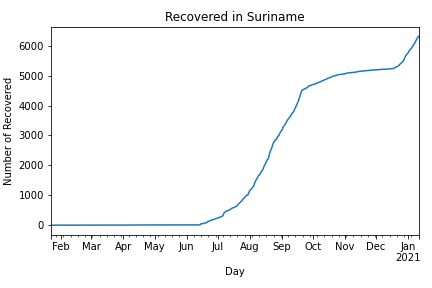 Recovered in Suriname
Number of Recovered
6000
5000
4000
3000
2000
1000
0
Feb Mar Apr May Jun Jul Aug Sep Oct Nov Dec Jan
2021
Day